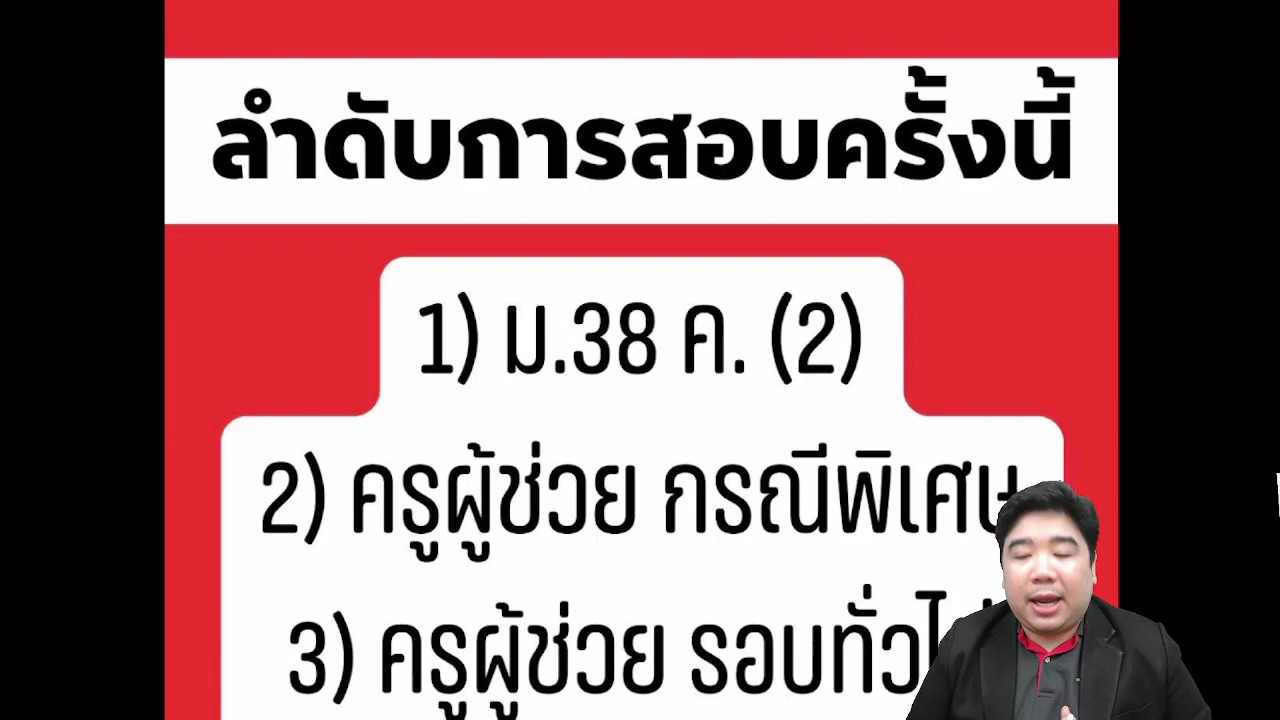 ลำดับการสอบครั้งนี้
1) ม.38 ค. (2)
2) ครูผู้ช่วย กรณีพิเศษ
3) ครูผู้ช่วย รอบทั่วไป